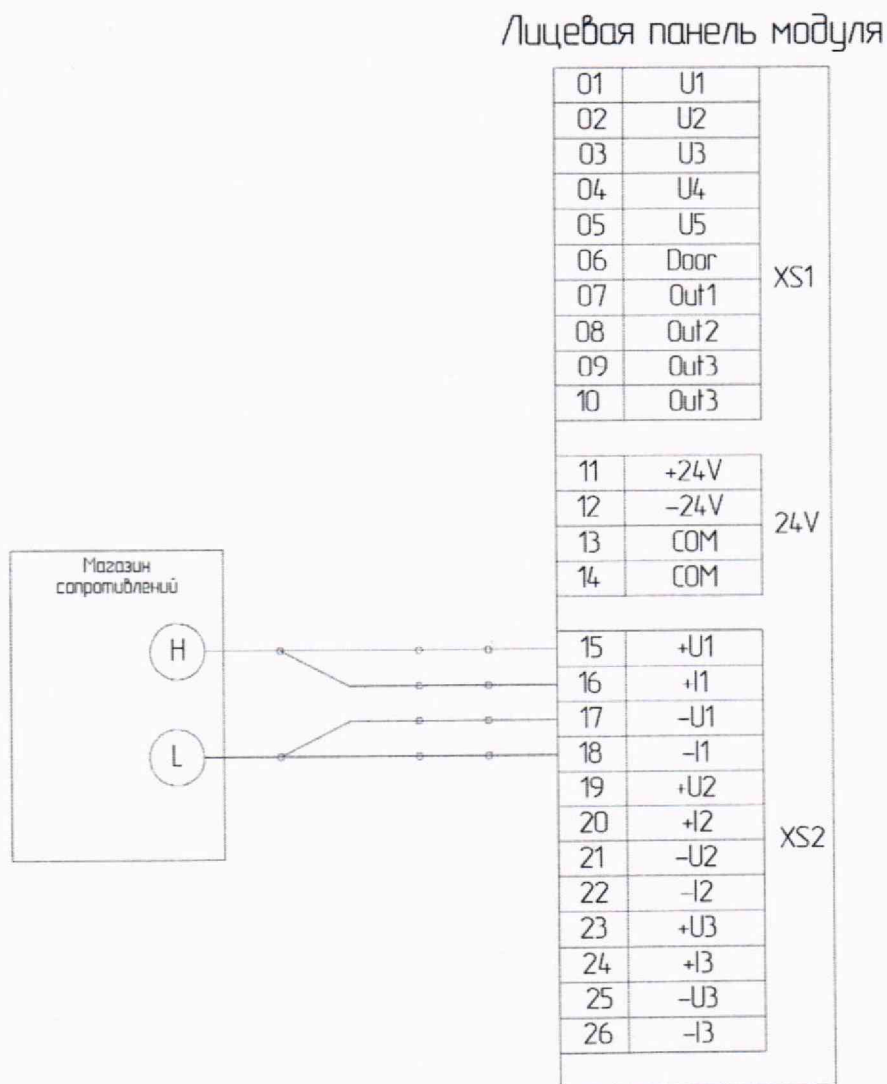 Лицевая панель модуля
01 U1
02 U2
03 U3
04 U4
05 U5
06 Door
07 Out1
08 Out2
09 Out3
10 Out3
XS1
11 +24V
12 -24V
13 COM
14 COM
24V
Магазин
сопротивлений
H
L
15 +U1
16 +I1
17 -U1
18 -I1
19 +U2
20 +I2
21 -U2
22 -I2
23 +U3
24 +I3
25 -U3
26 -I3
XS2